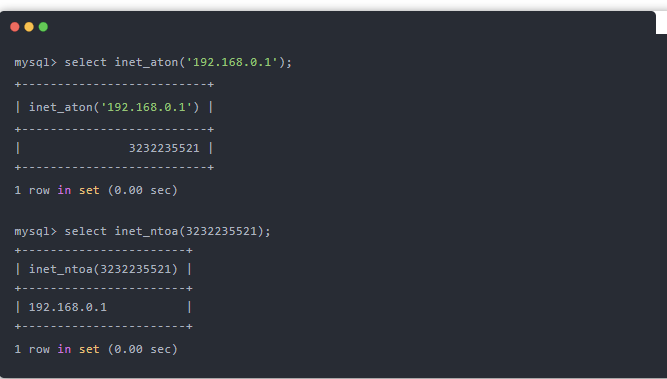 mysql> select inet_aton('192.168.0.1');
+--------------------------+
| inet_aton('192.168.0.1') |
+--------------------------+
|               3232235521 |
+--------------------------+
1 row in set (0.00 sec)
mysql> select inet_ntoa(3232235521);
+-----------------------+
| inet_ntoa(3232235521) |
+-----------------------+
| 192.168.0.1           |
+-----------------------+
1 row in set (0.00 sec)